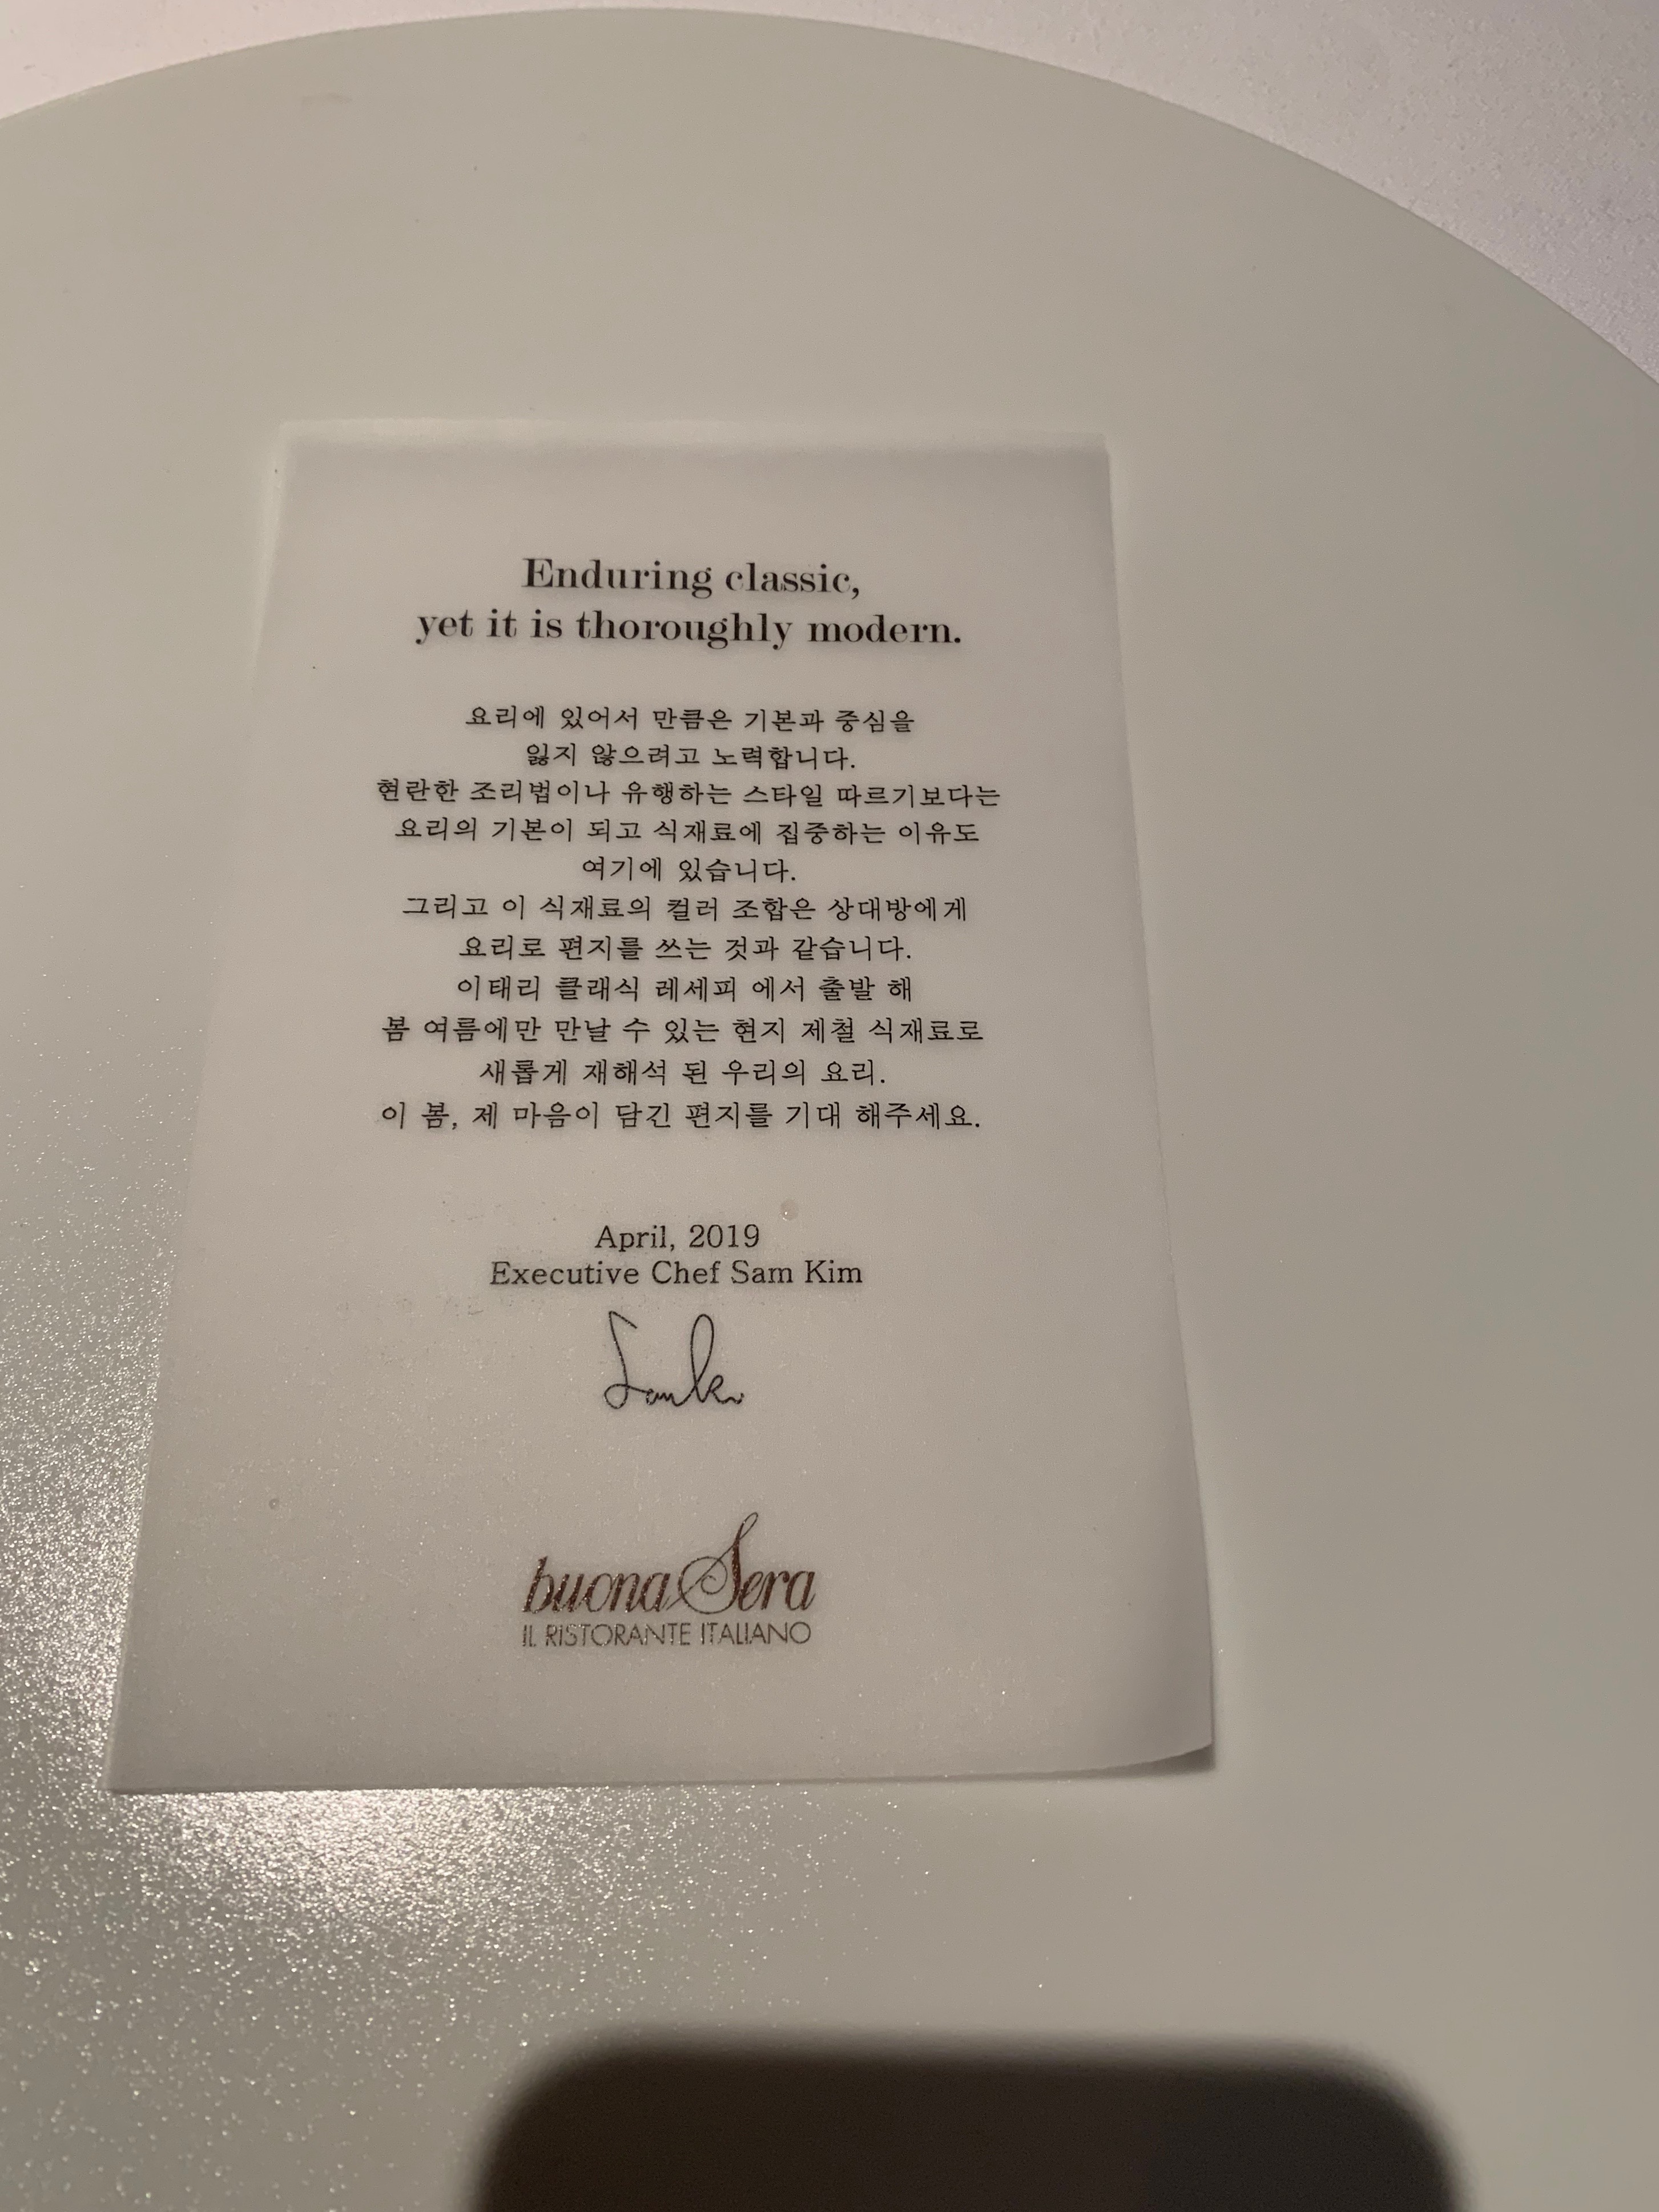 Enduring classic,
yet it is thoroughly modern.
요리에 있어서 만큼은 기본과 중심을
잃지 않으려고 노력합니다.
현란한 조리법이나 유행하는 스타일 따르기보다는
요리의 기본이 되고 식재료에 집중하는 이유도
여기에 있습니다.
그리고 이 식재료의 컬러 조합은 상대방에게
요리로 편지를 쓰는 것과 같습니다.
이태리 클래식 레세피 에서 출발 해
봄 여름에만 만날 수 있는 현지 제철 식재료로
새롭게 재해석 된 우리의 요리.
이 봄, 제 마음이 담긴 편지를 기대 해주세요.
April, 2019
Executive Chef Sam Kim
buona Sera
IL RISTORANTE ITALIANO